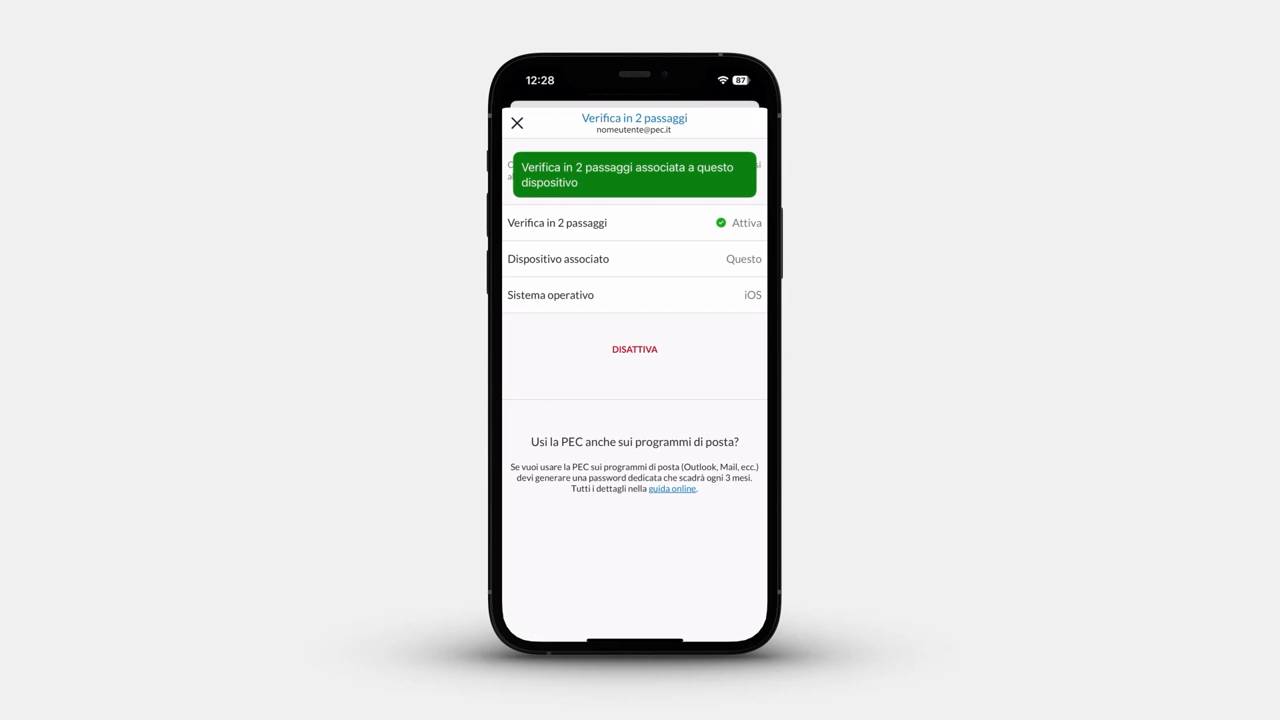 12:28
87
Verifica in 2 passaggi
nomeutente@pec.it
Verifica in 2 passaggi associata a questo
dispositivo
Verifica in 2 passaggi
Attiva
Dispositivo associato
Questo
Sistema operativo
iOS
DISATTIVA
Usi la PEC anche sui programmi di posta?
Se vuoi usare la PEC sui programmi di posta (Outlook, Mail, ecc.)
devi generare una password dedicata che scadrà ogni 3 mesi.
Tutti i dettagli nella guida online.